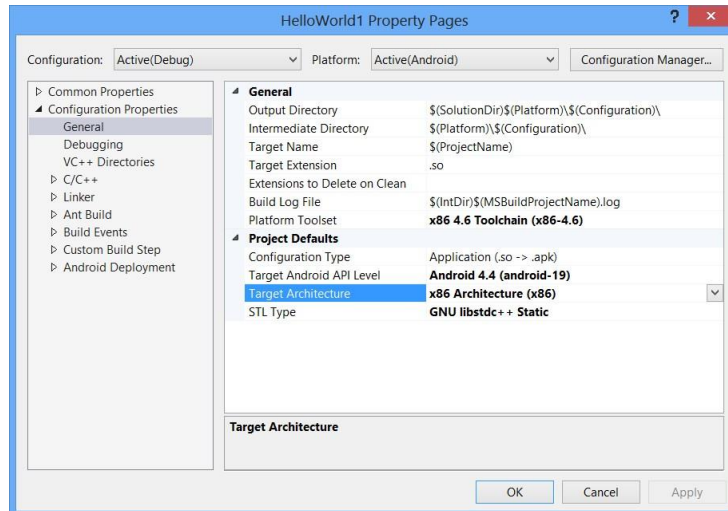 HelloWorld1 Property Pages
? ×
Configuration: Active(Debug) Platform: Active(Android) Configuration Manager...
Common Properties
Configuration Properties
General
Debugging
VC++ Directories
C/C++
Linker
Ant Build
Build Events
Custom Build Step
Android Deployment
General
Output Directory $(SolutionDir)$(Platform)\$(Configuration)\
Intermediate Directory $(Platform)\$(Configuration)\
Target Name $(ProjectName)
Target Extension .so
Extensions to Delete on Clean
Build Log File $(IntDir)$(MSBuildProjectName).log
Platform Toolset x86 4.6 Toolchain (x86-4.6)
Project Defaults
Configuration Type Application (.so -> .apk)
Target Android API Level Android 4.4 (android-19)
Target Architecture x86 Architecture (x86)
STL Type GNU libstdc++ Static
Target Architecture
OK Cancel Apply